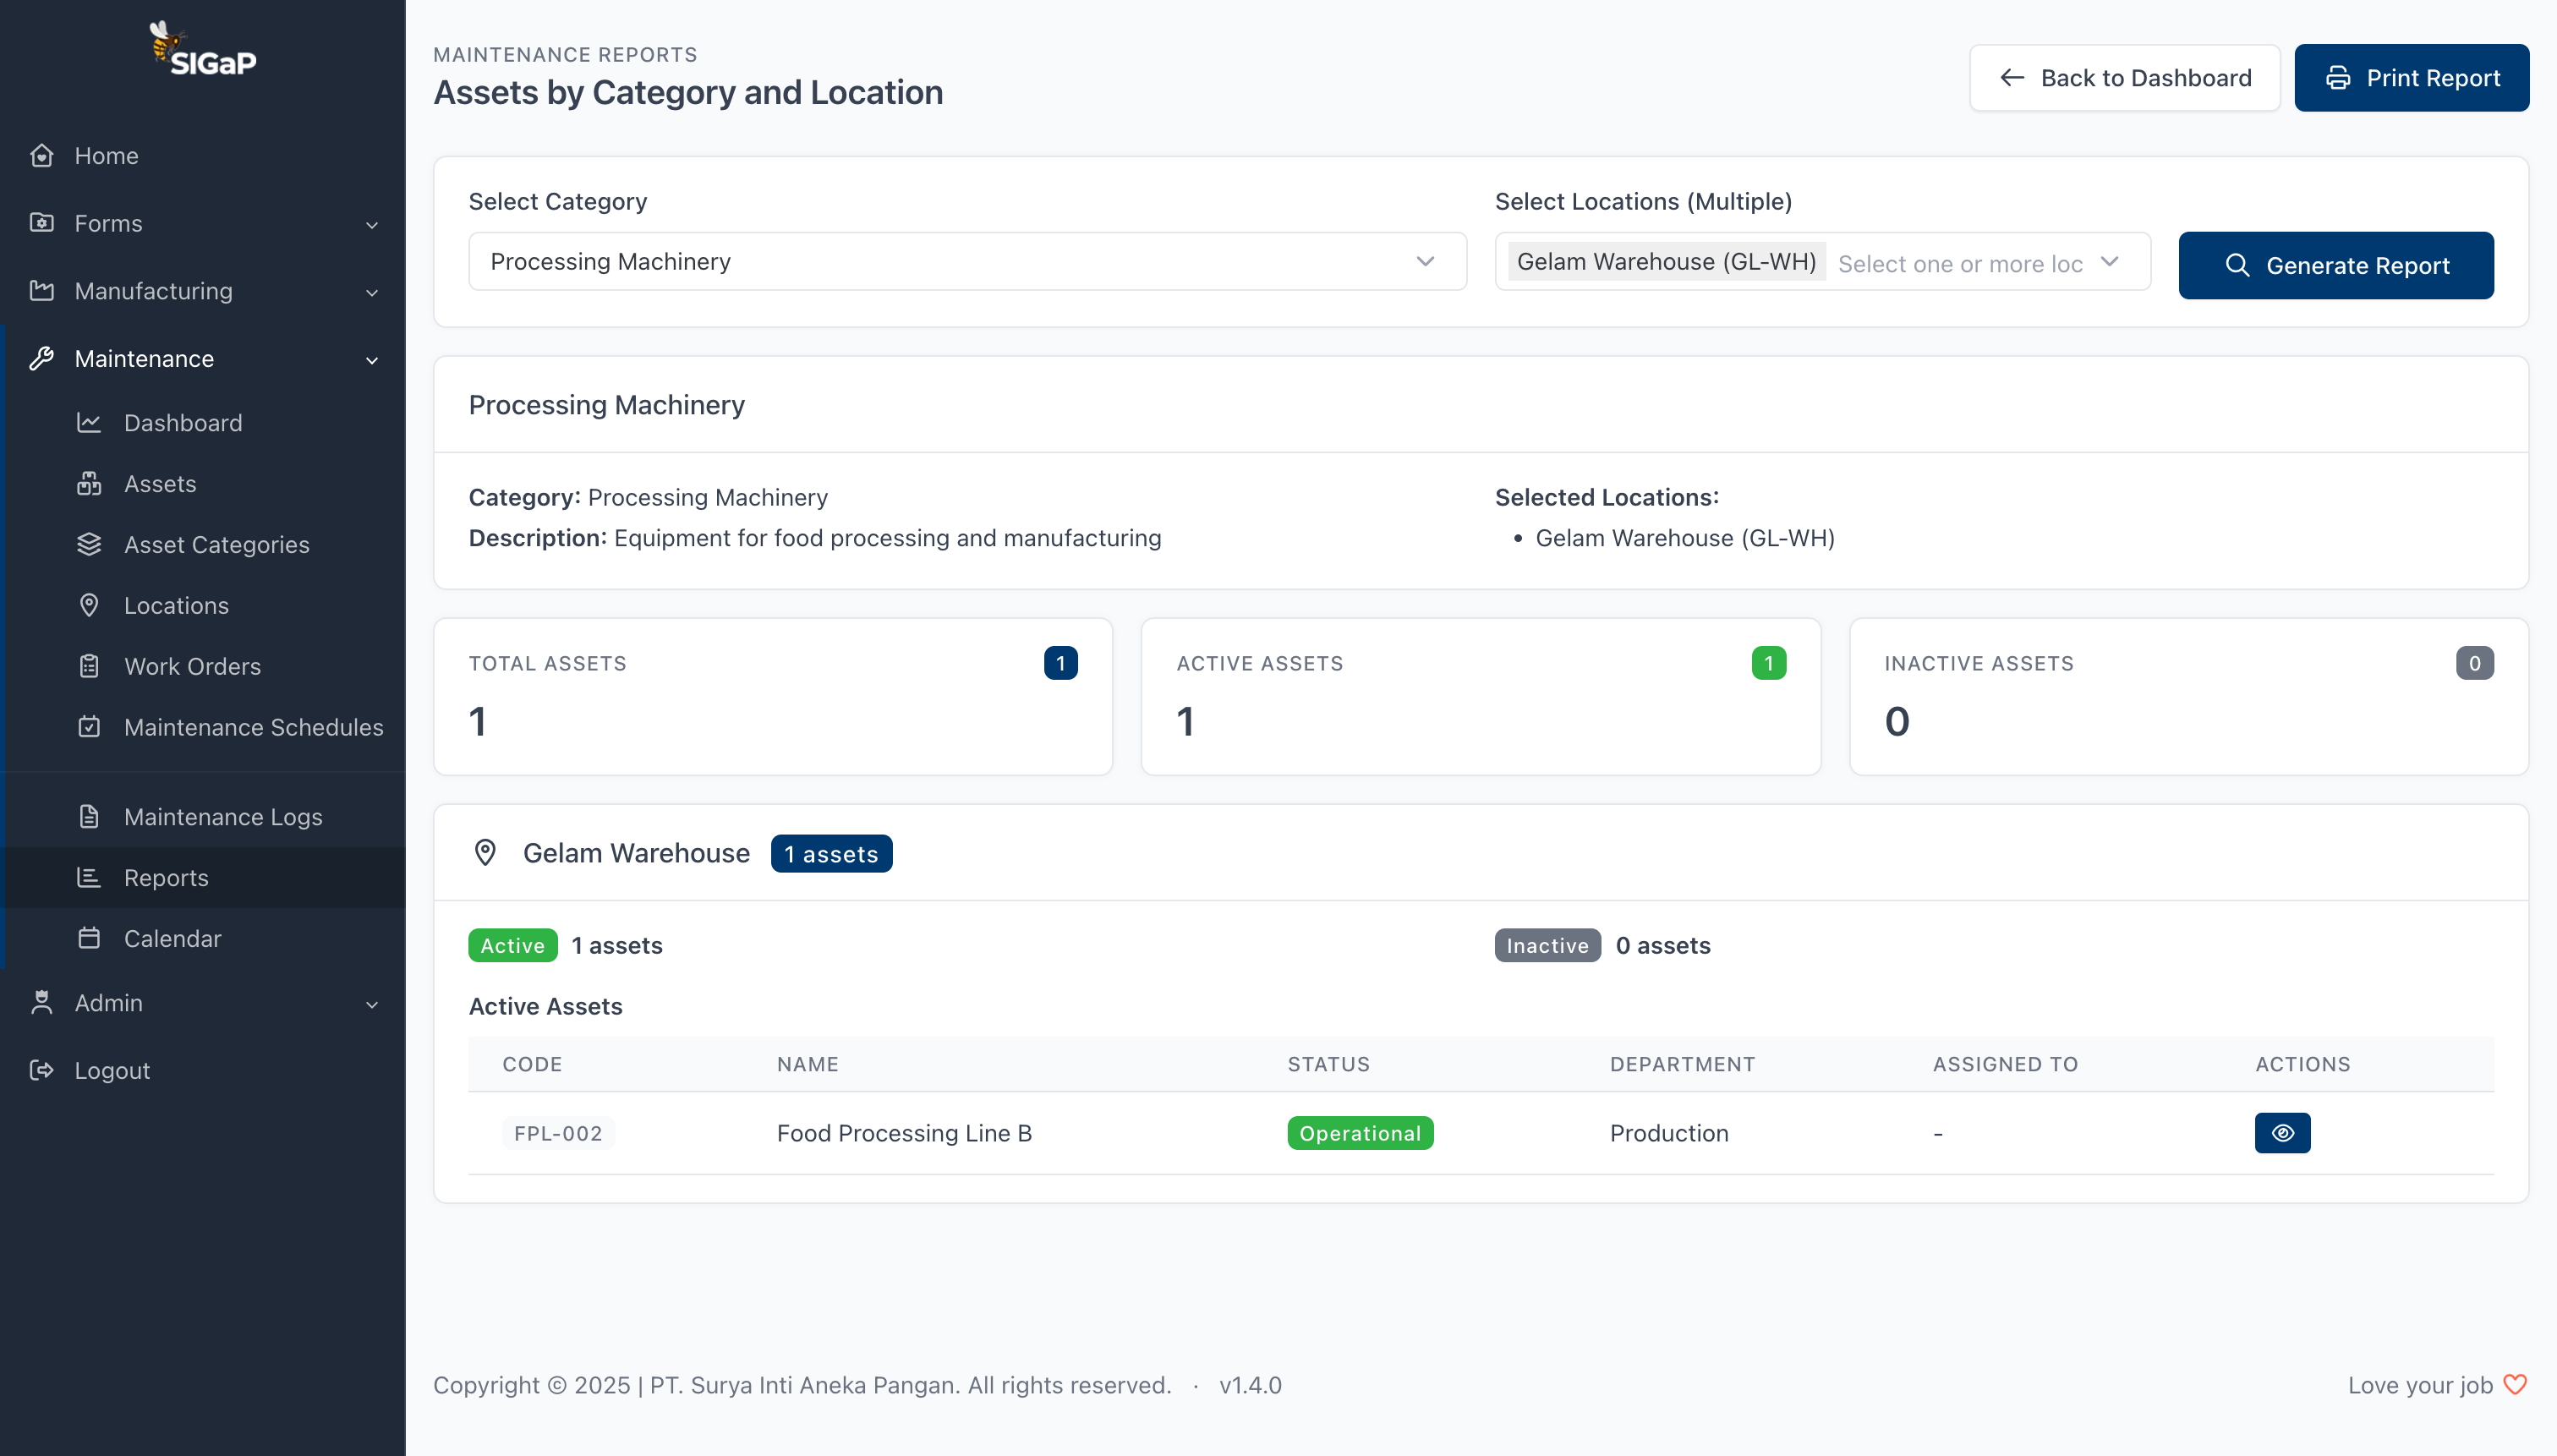 SIGaP
Home
Forms
Manufacturing
Maintenance
Dashboard
Assets
Asset Categories
Locations
Work Orders
Maintenance Schedules
Maintenance Logs
Reports
Calendar
Admin
Logout
MAINTENANCE REPORTS
Assets by Category and Location
Back to Dashboard
Print Report
Select Category
Processing Machinery
Select Locations (Multiple)
Gelam Warehouse (GL-WH) Select one or more loc
Generate Report
Processing Machinery
Category: Processing Machinery
Description: Equipment for food processing and manufacturing
Selected Locations:
• Gelam Warehouse (GL-WH)
TOTAL ASSETS 1
1
ACTIVE ASSETS 1
1
INACTIVE ASSETS 0
0
Gelam Warehouse 1 assets
Active 1 assets
Inactive 0 assets
Active Assets
CODE NAME STATUS DEPARTMENT ASSIGNED TO ACTIONS
FPL-002 Food Processing Line B Operational Production -
Copyright © 2025 | PT. Surya Inti Aneka Pangan. All rights reserved. · v1.4.0
Love your job